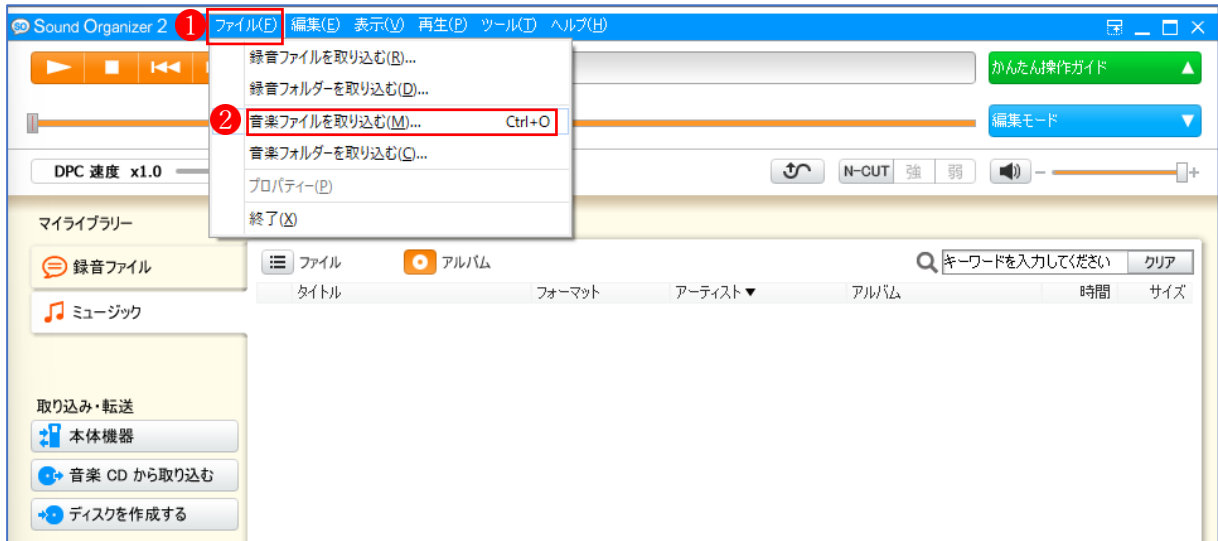 Sound Organizer 2 1 ファイル(F) 編集(E) 表示(V) 再生(P) ツール(T) ヘルプ(H)
録音ファイルを取り込む(R)...
かんたん操作ガイド
録音フォルダーを取り込む(D)...
2 音楽ファイルを取り込む(M)... Ctrl+O
編集モード
音楽フォルダーを取り込む(C)...
DPC 速度 x1.0
N-CUT 強 弱
プロパティー(P)
終了(X)
マイライブラリー
録音ファイル
ファイル アルバム キーワードを入力してください クリア
タイトル フォーマット アーティスト▼ アルバム 時間 サイズ
ミュージック
取り込み・転送
本体機器
音楽 CD から取り込む
ディスクを作成する